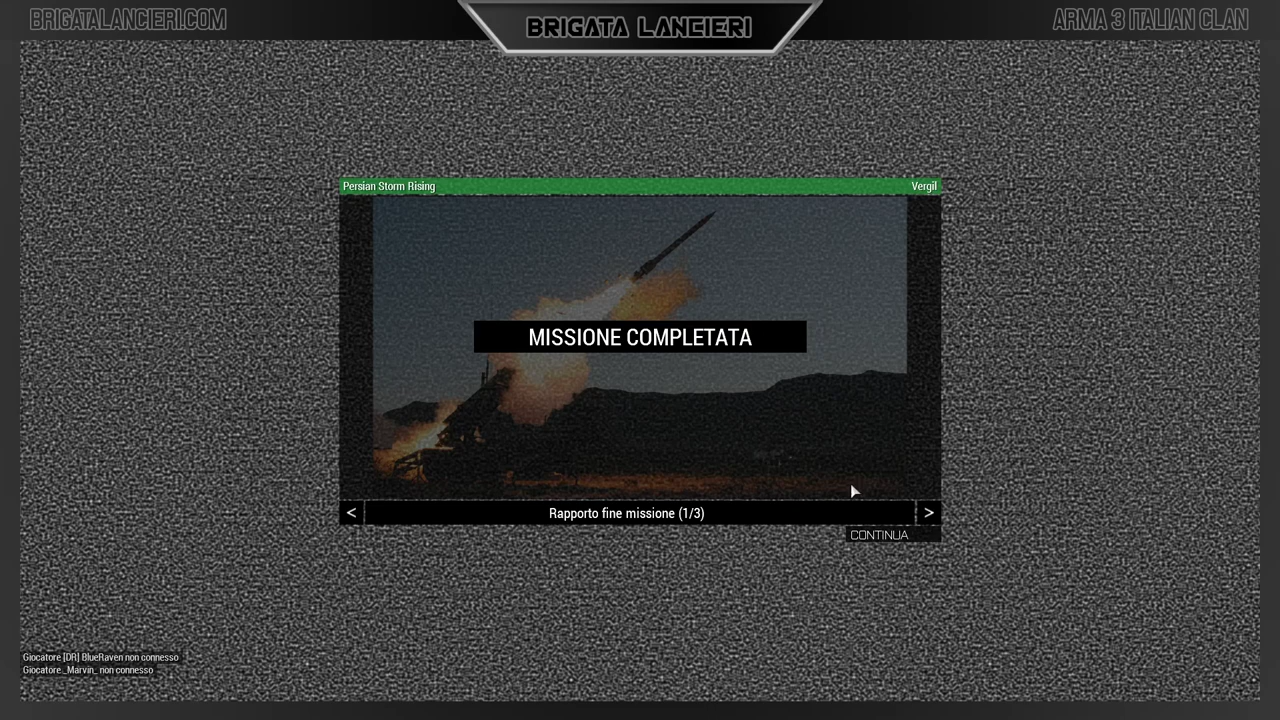 BRIGATALANCIERI.COM
BRIGATA LANCIERI
ARMA 3 ITALIAN CLAN
Persian Storm Rising
Vergil
MISSIONE COMPLETATA
<
Rapporto fine missione (1/3)
>
CONTINUA
Giocatore [DR] BlueRaven non connesso
Giocatore _Marvin_ non connesso